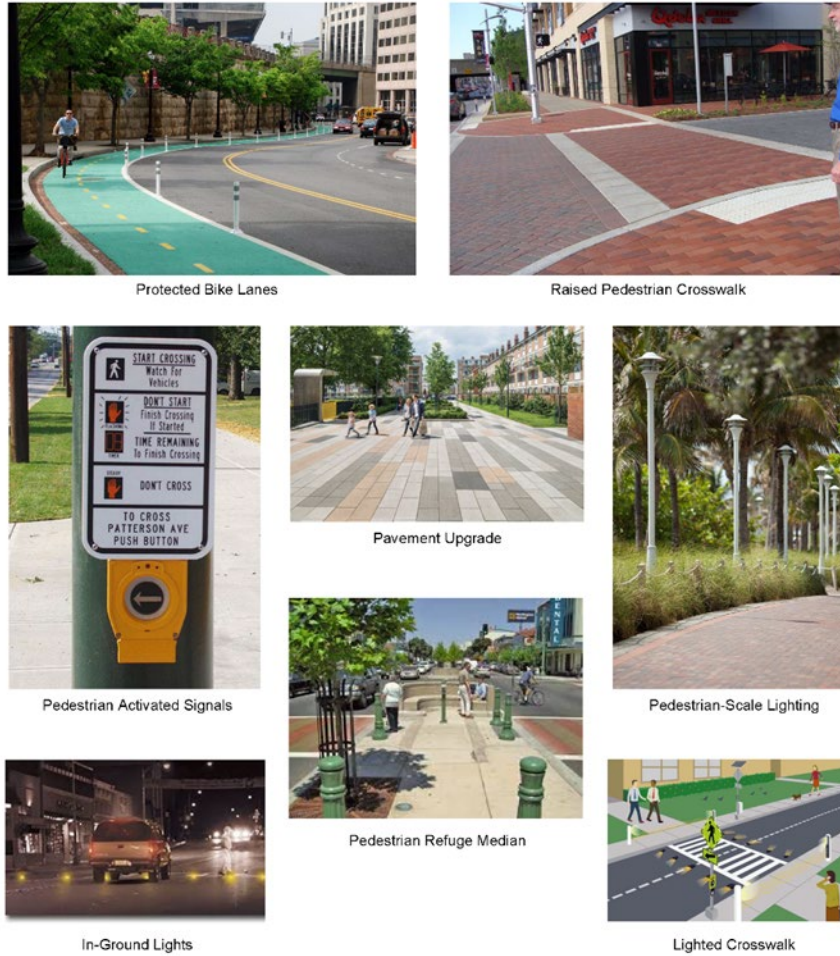 Protected Bike Lanes
Raised Pedestrian Crosswalk
START CROSSING
Watch For
Vehicles
DON'T START
Finish Crossing
If Started
TIME REMAINING
To Finish Crossing
DON'T CROSS
TO CROSS
PATTERSON AVE
PUSH BUTTON
Pavement Upgrade
Pedestrian Activated Signals
DENTAL
Pedestrian-Scale Lighting
Pedestrian Refuge Median
In-Ground Lights
Lighted Crosswalk